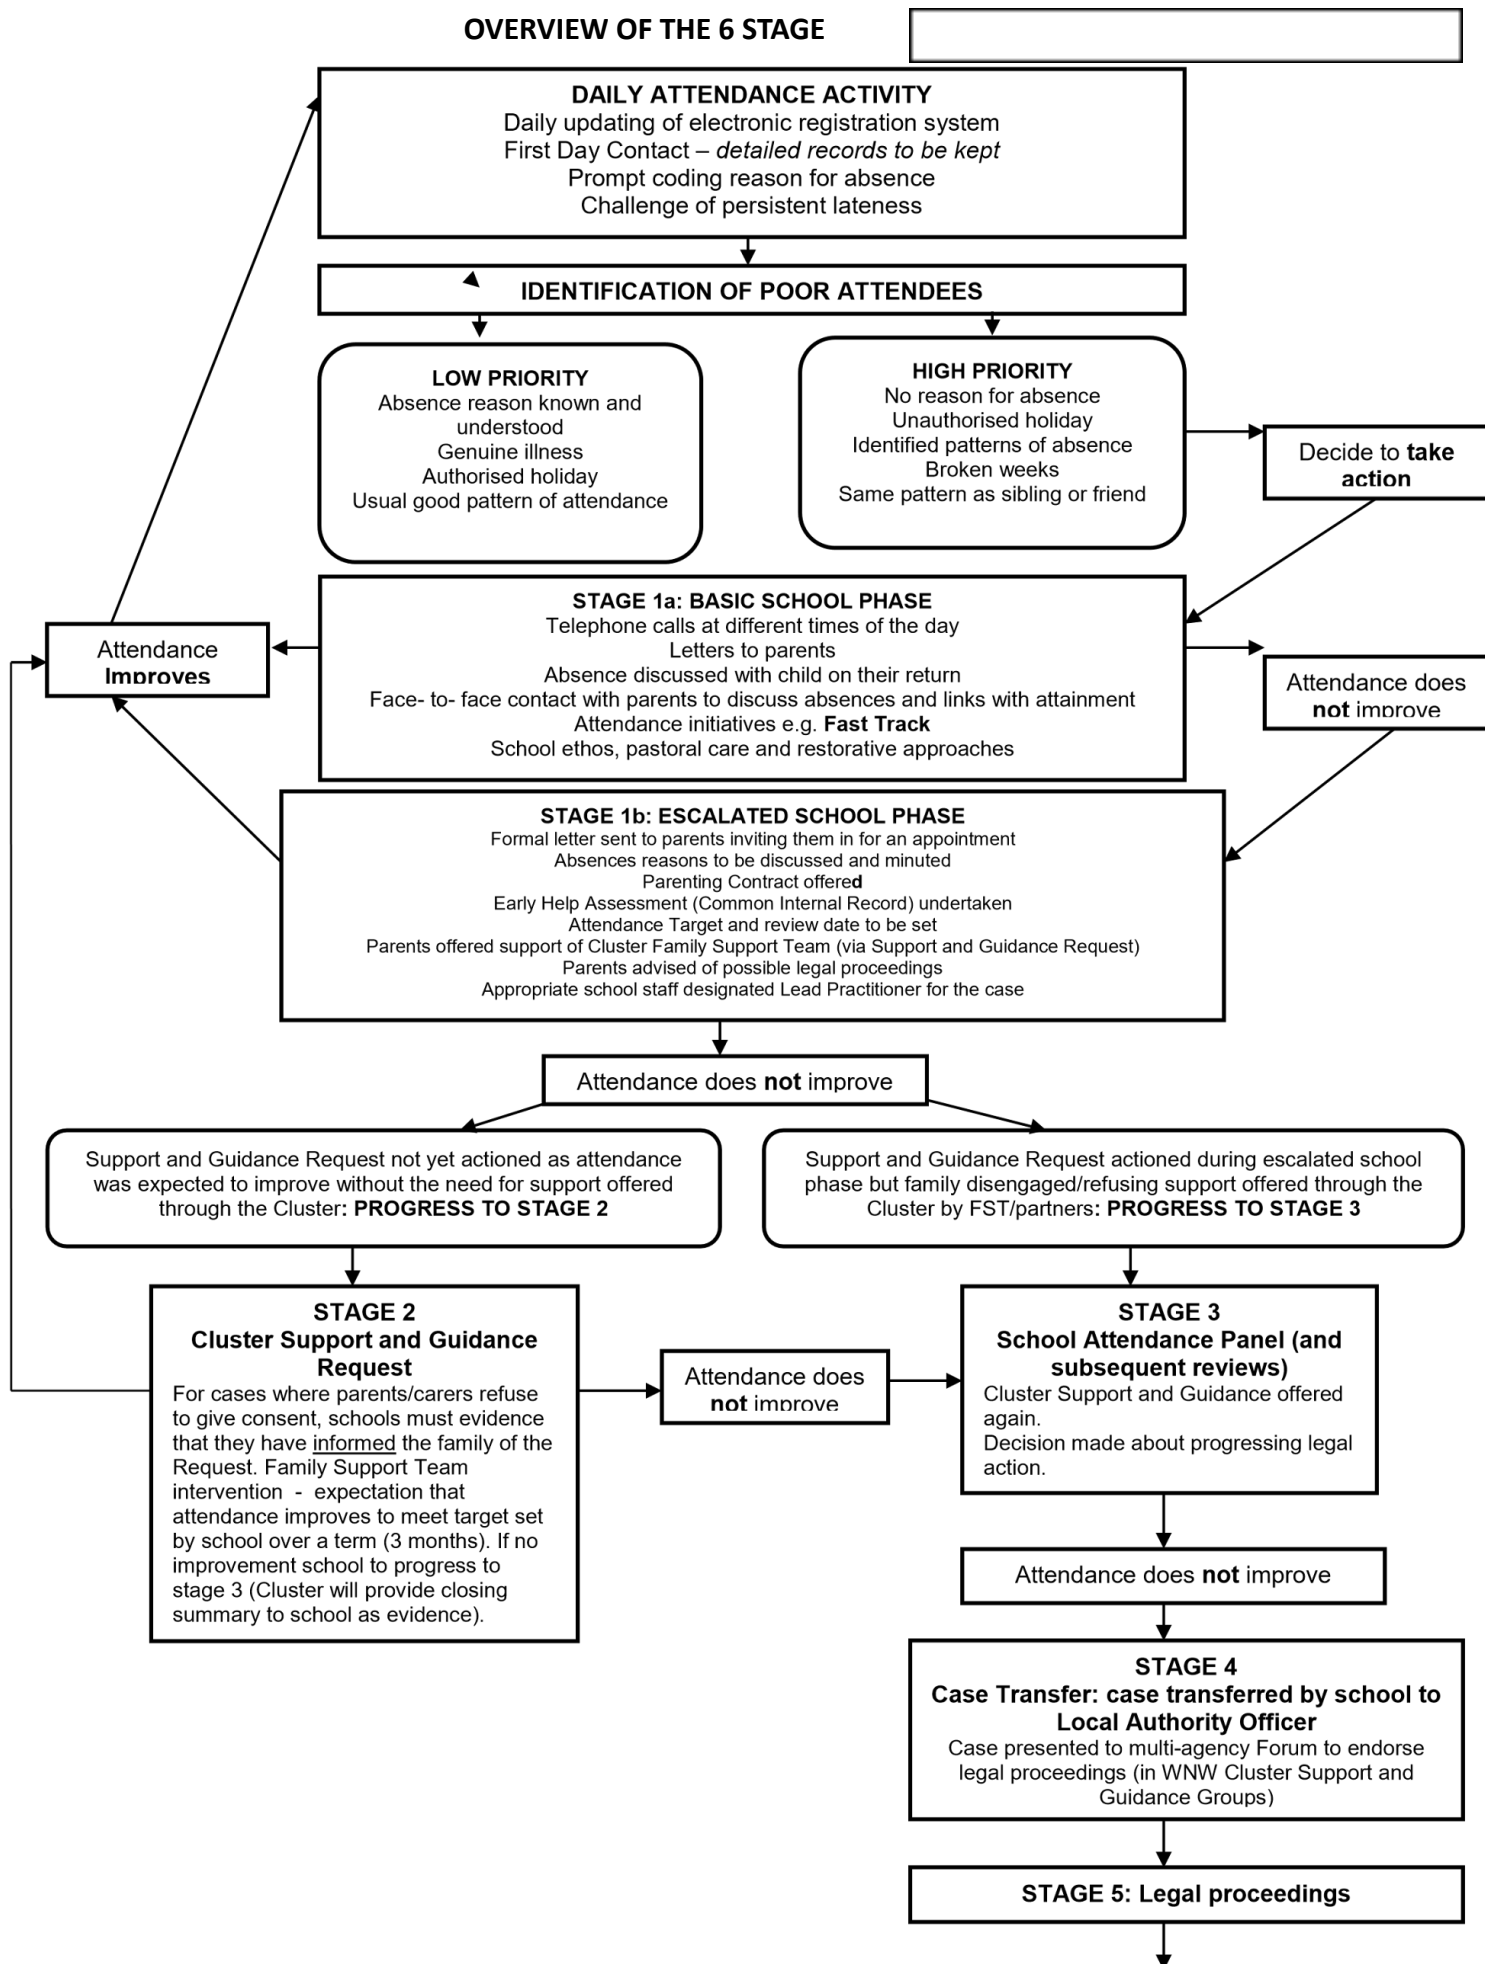 OVERVIEW OF THE 6 STAGE
DAILY ATTENDANCE ACTIVITY
Daily updating of electronic registration system
First Day Contact – detailed records to be kept
Prompt coding reason for absence
Challenge of persistent lateness
IDENTIFICATION OF POOR ATTENDEES
LOW PRIORITY
Absence reason known and
understood
Genuine illness
Authorised holiday
Usual good pattern of attendance
HIGH PRIORITY
No reason for absence
Unauthorised holiday
Identified patterns of absence
Broken weeks
Same pattern as sibling or friend
Decide to take
action
STAGE 1a: BASIC SCHOOL PHASE
Telephone calls at different times of the day
Letters to parents
Absence discussed with child on their return
Face- to- face contact with parents to discuss absences and links with attainment
Attendance initiatives e.g. Fast Track
School ethos, pastoral care and restorative approaches
Attendance
Improves
Attendance does
not improve
STAGE 1b: ESCALATED SCHOOL PHASE
Formal letter sent to parents inviting them in for an appointment
Absences reasons to be discussed and minuted
Parenting Contract offered
Early Help Assessment (Common Internal Record) undertaken
Attendance Target and review date to be set
Parents offered support of Cluster Family Support Team (via Support and Guidance Request)
Parents advised of possible legal proceedings
Appropriate school staff designated Lead Practitioner for the case
Attendance does not improve
Support and Guidance Request not yet actioned as attendance
was expected to improve without the need for support offered
through the Cluster: PROGRESS TO STAGE 2
Support and Guidance Request actioned during escalated school
phase but family disengaged/refusing support offered through the
Cluster by FST/partners: PROGRESS TO STAGE 3
STAGE 2
Cluster Support and Guidance
Request
For cases where parents/carers refuse
to give consent, schools must evidence
that they have informed the family of the
Request. Family Support Team
intervention - expectation that
attendance improves to meet target set
by school over a term (3 months). If no
improvement school to progress to
stage 3 (Cluster will provide closing
summary to school as evidence).
Attendance does
not improve
STAGE 3
School Attendance Panel (and
subsequent reviews)
Cluster Support and Guidance offered
again.
Decision made about progressing legal
action.
Attendance does not improve
STAGE 4
Case Transfer: case transferred by school to
Local Authority Officer
Case presented to multi-agency Forum to endorse
legal proceedings (in WNW Cluster Support and
Guidance Groups)
STAGE 5: Legal proceedings